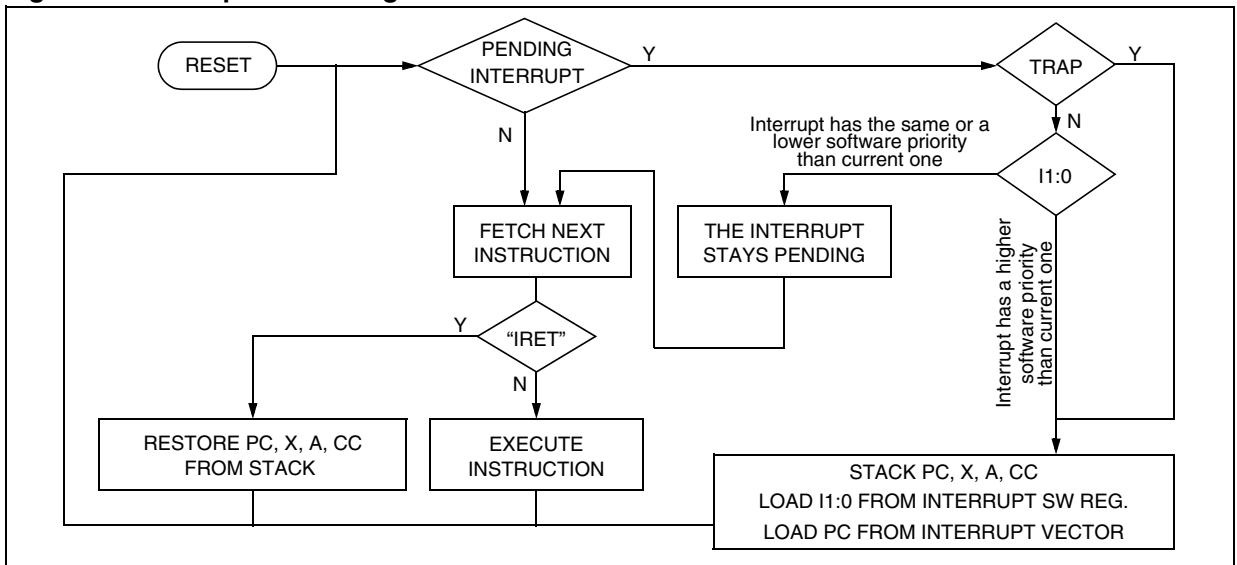 RESET
PENDING
INTERRUPT
Y
TRAP
Y
N
N
Interrupt has the same or a
lower software priority
than current one
I1:0
FETCH NEXT
INSTRUCTION
THE INTERRUPT
STAYS PENDING
Interrupt has a higher
software priority
than current one
Y
“IRET”
N
RESTORE PC, X, A, CC
FROM STACK
EXECUTE
INSTRUCTION
STACK PC, X, A, CC
LOAD I1:0 FROM INTERRUPT SW REG.
LOAD PC FROM INTERRUPT VECTOR